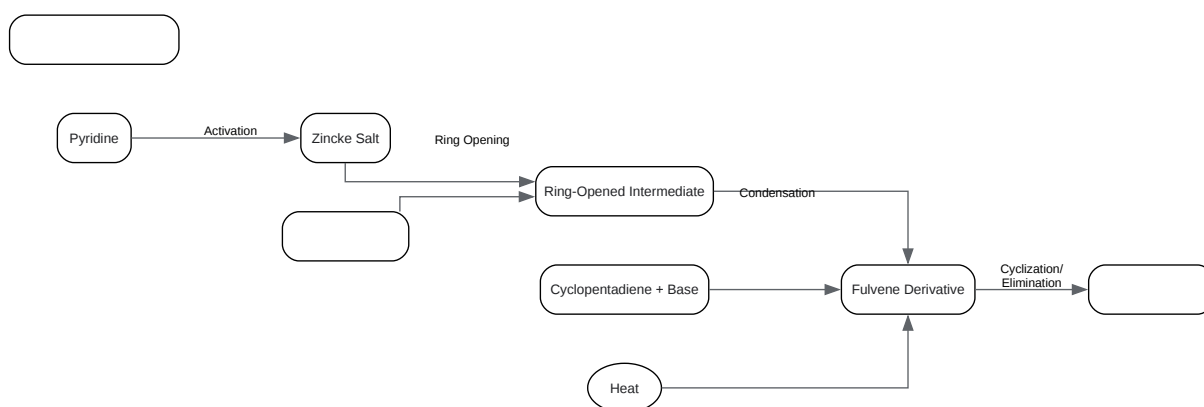 Pyridine
Activation
Zincke Salt
Ring Opening
Ring-Opened Intermediate
Condensation
Cyclopentadiene + Base
Fulvene Derivative
Cyclization/
Elimination
Heat